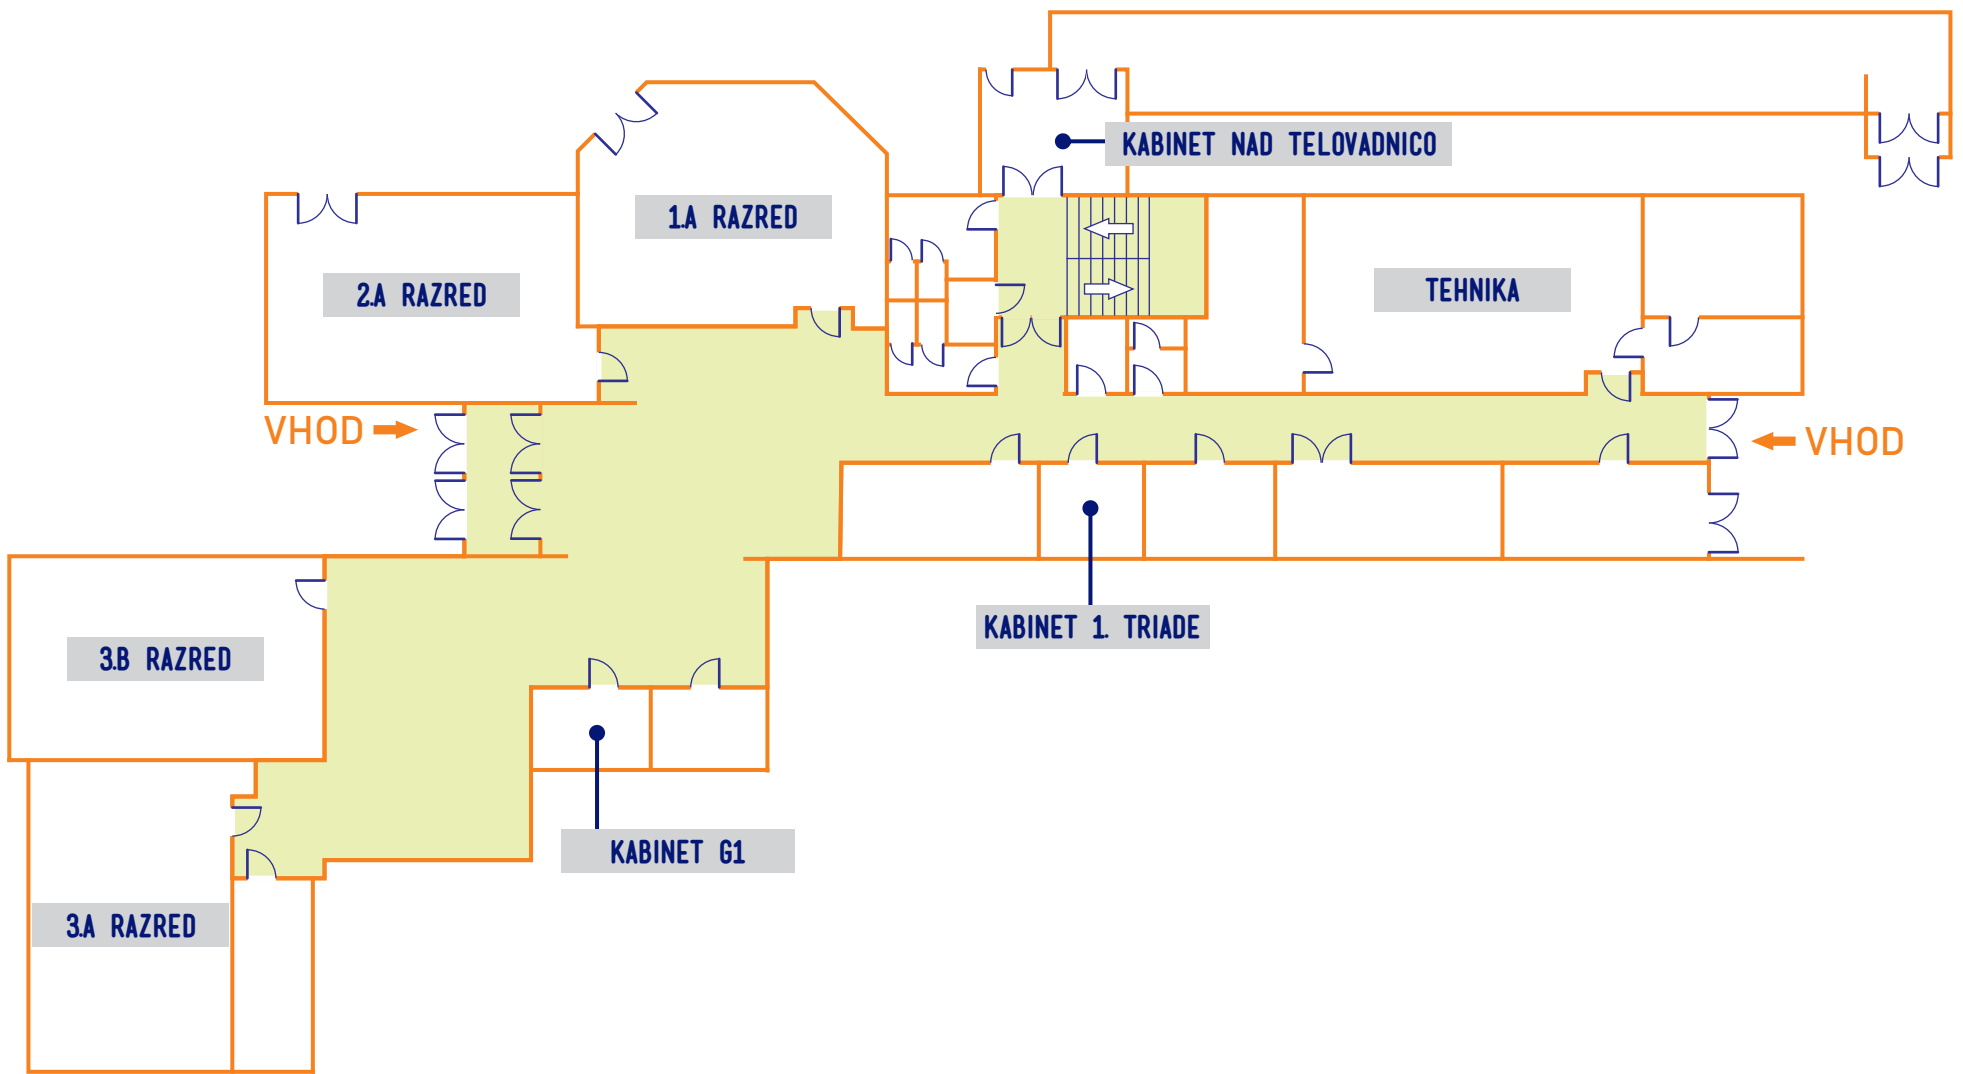 KABINET NAD TELOVADNICO
1.A RAZRED
2.A RAZRED
TEHNIKA
VHOD
VHOD
KABINET 1. TRIADE
3.B RAZRED
KABINET G1
3.A RAZRED